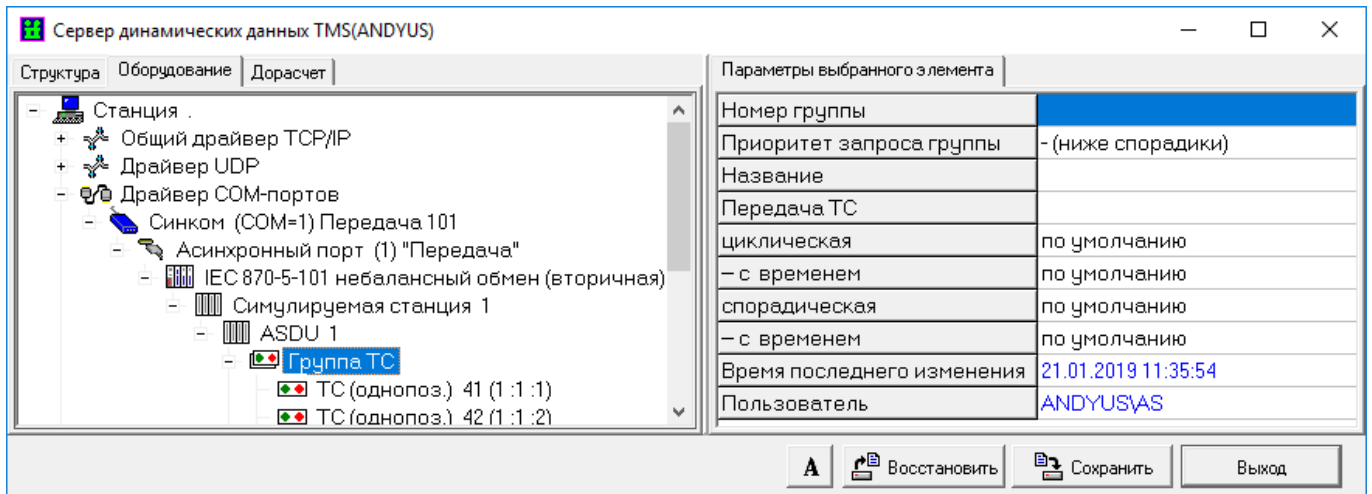 Сервер динамических данных TMS(ANDYUS)
Структура Оборудование Дорасчет
Станция .
Общий драйвер TCP/IP
Драйвер UDP
Драйвер COM-портов
Синком (COM=1) Передача 101
Асинхронный порт (1) "Передача"
IEC 870-5-101 небалансный обмен (вторичная)
Симулируемая станция 1
ASDU 1
Группа ТС
ТС (однопоз.) 41 (1 :1 :1)
ТС (однопоз.) 42 (1 :1 :2)
Параметры выбранного элемента
Номер группы
Приоритет запроса группы - (ниже спорадики)
Название
Передача ТС
циклическая по умолчанию
– с временем по умолчанию
спорадическая по умолчанию
– с временем по умолчанию
Время последнего изменения 21.01.2019 11:35:54
Пользователь ANDYUS\AS
A Восстановить Сохранить Выход